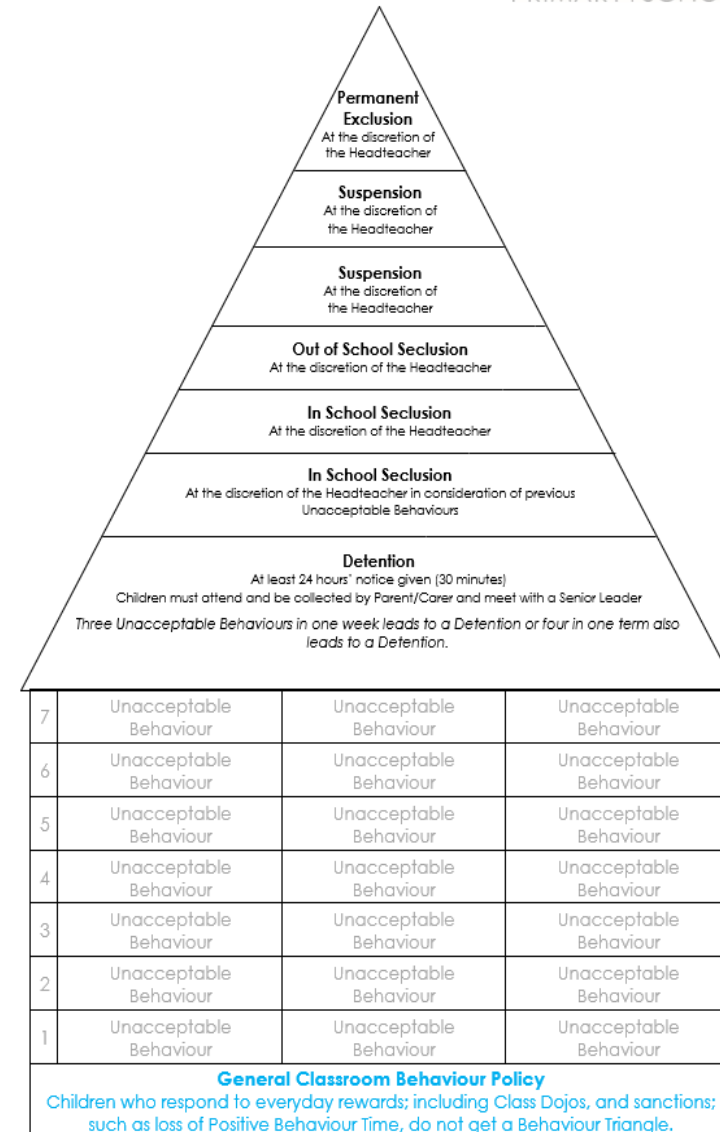 Permanent
Exclusion
At the discretion of
the Headteacher
Suspension
At the discretion of
the Headteacher
Suspension
At the discretion of
the Headteacher
Out of School Seclusion
At the discretion of the Headteacher
In School Seclusion
At the discretion of the Headteacher
In School Seclusion
At the discretion of the Headteacher in consideration of previous
Unacceptable Behaviours
Detention
At least 24 hours' notice given (30 minutes)
Children must attend and be collected by Parent/Carer and meet with a Senior Leader
Three Unacceptable Behaviours in one week leads to a Detention or four in one term also
leads to a Detention.
7 Unacceptable Unacceptable Unacceptable
Behaviour Behaviour Behaviour
6 Unacceptable Unacceptable Unacceptable
Behaviour Behaviour Behaviour
5 Unacceptable Unacceptable Unacceptable
Behaviour Behaviour Behaviour
4 Unacceptable Unacceptable Unacceptable
Behaviour Behaviour Behaviour
3 Unacceptable Unacceptable Unacceptable
Behaviour Behaviour Behaviour
2 Unacceptable Unacceptable Unacceptable
Behaviour Behaviour Behaviour
1 Unacceptable Unacceptable Unacceptable
Behaviour Behaviour Behaviour
General Classroom Behaviour Policy
Children who respond to everyday rewards; including Class Dojos, and sanctions;
such as loss of Positive Behaviour Time, do not get a Behaviour Triangle.